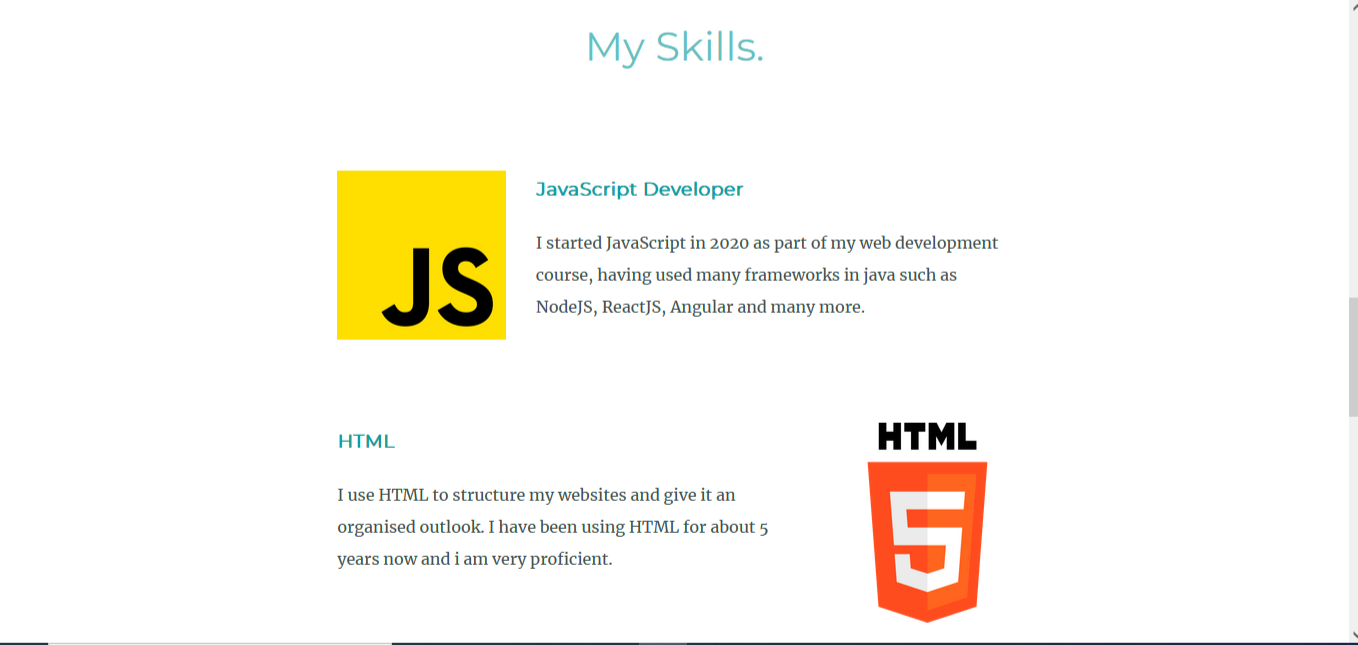 My Skills.
JS
JavaScript Developer
I started JavaScript in 2020 as part of my web development
course, having used many frameworks in java such as
NodeJS, ReactJS, Angular and many more.
HTML
I use HTML to structure my websites and give it an
organised outlook. I have been using HTML for about 5
years now and i am very proficient.
HTML
5